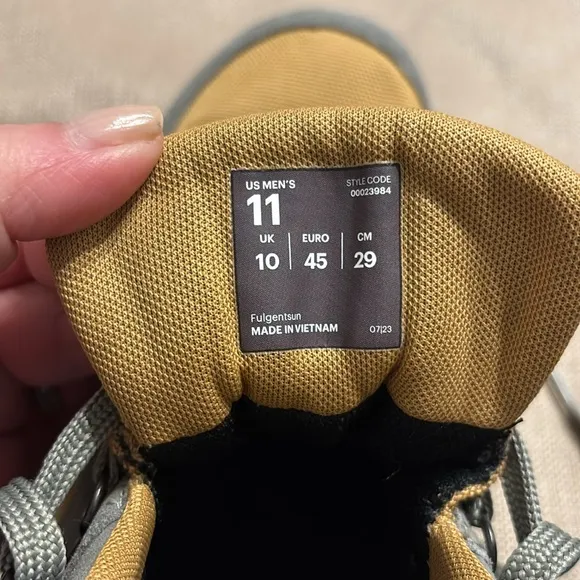 US MEN'S STYLE CODE
11 00023984
UK EURO CM
10 45 29
Fulgentsun
MADE IN VIETNAM 07|23